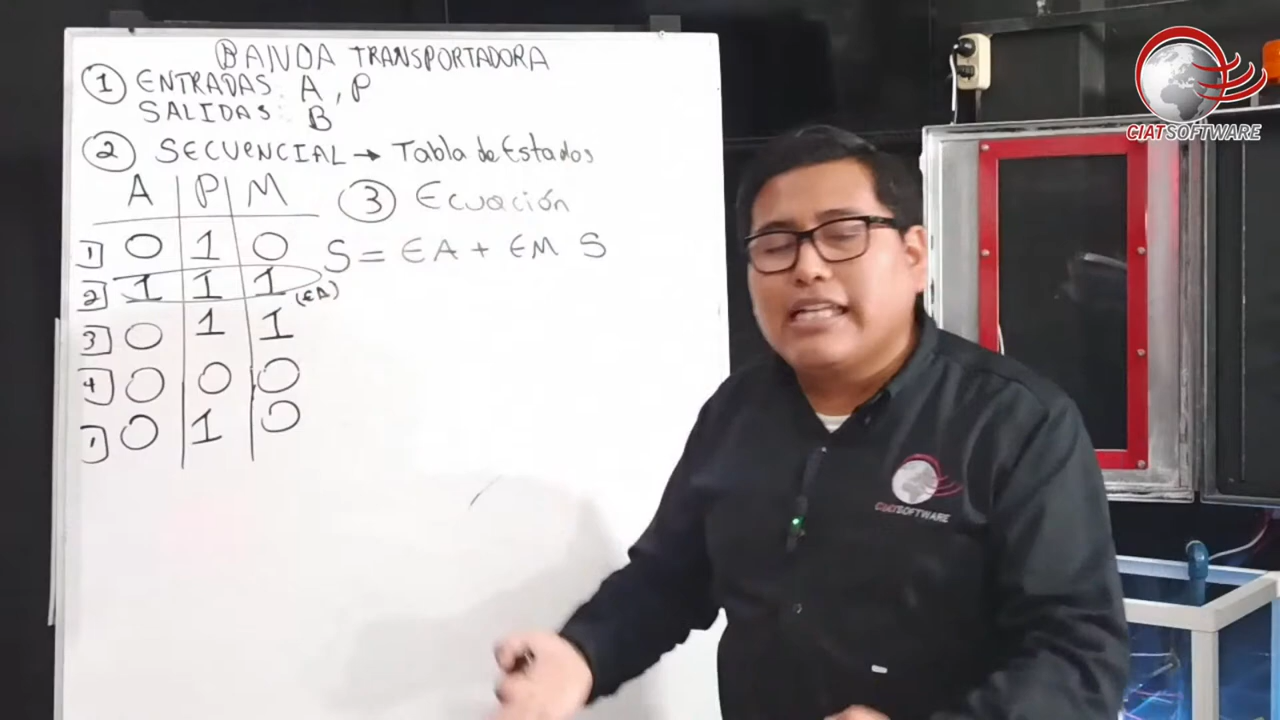 BANDA TRANSPORTADORA
① ENTRADAS: A, P
SALIDAS: B
② SECUENCIAL → Tabla de Estados
A P M
③ Ecuación
S = EA + EM S
1 0 1 0
2 1 1 1 (EA)
3 0 1 1
4 0 0 0
1 0 1 0
CIATSOFTWARE
CIATSOFTWARE